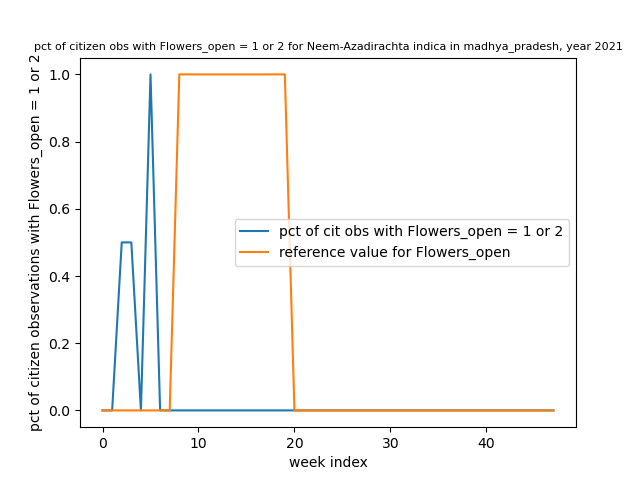 pct of citizen obs with Flowers_open = 1 or 2 for Neem-Azadirachta indica in madhya_pradesh, year 2021
pct of citizen observations with Flowers_open = 1 or 2
1.0
0.8
0.6
0.4
0.2
0.0
pct of cit obs with Flowers_open = 1 or 2
reference value for Flowers_open
0 10 20 30 40
week index